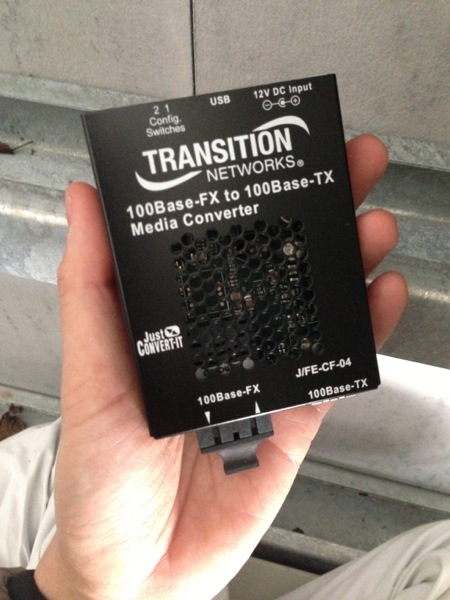 2 1
Config.
Switches
USB
12V DC Input
TRANSITION
NETWORKS®
100Base-FX to 100Base-TX
Media Converter
Just
CONVERT-IT
J/FE-CF-04
100Base-FX
100Base-TX